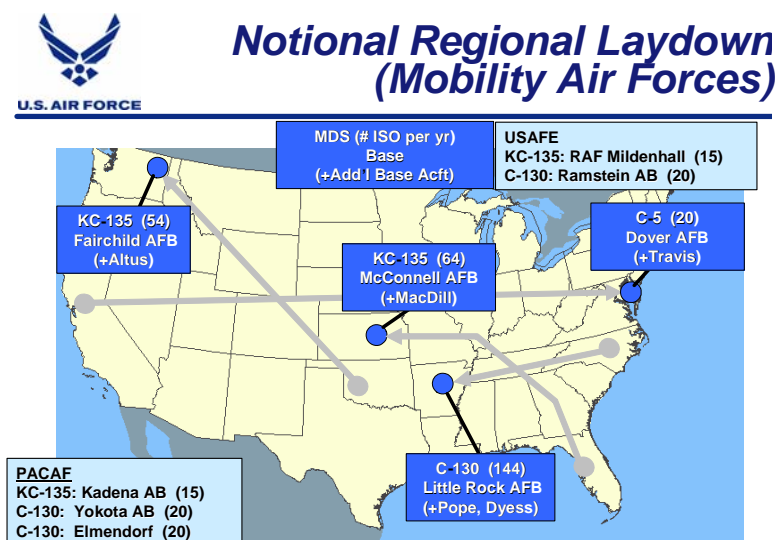 Notional Regional Laydown
(Mobility Air Forces)
U.S. AIR FORCE
MDS (# ISO per yr)
Base
(+Add l Base Acft)
USAFE
KC-135: RAF Mildenhall (15)
C-130: Ramstein AB (20)
KC-135 (54)
Fairchild AFB
(+Altus)
KC-135 (64)
McConnell AFB
(+MacDill)
C-5 (20)
Dover AFB
(+Travis)
C-130 (144)
Little Rock AFB
(+Pope, Dyess)
PACAF
KC-135: Kadena AB (15)
C-130: Yokota AB (20)
C-130: Elmendorf (20)